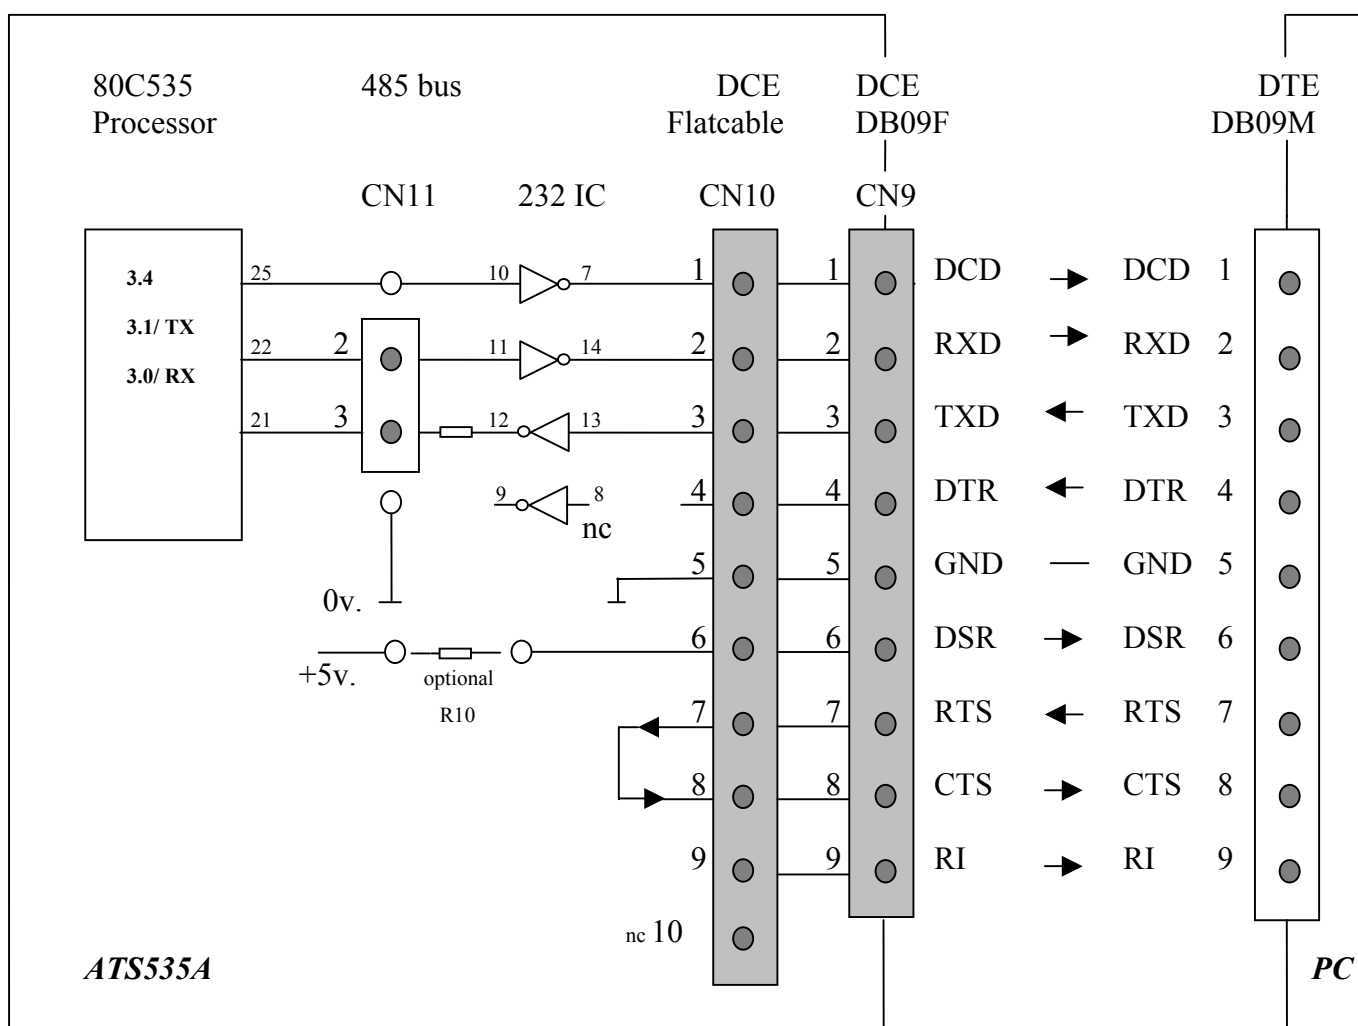 80C535 485 bus DCE DCE DTE
Processor Flatcable DB09F DB09M
CN11 232 IC CN10 CN9
3.4 25 10 7 1 1 DCD DCD 1
3.1/ TX
22 2 11 14 2 2 RXD RXD 2
3.0/ RX
21 3 12 13 3 3 TXD TXD 3
9 8 4 4 DTR DTR 4
nc
5 5 GND GND 5
0v.
6 6 DSR DSR 6
+5v. optional
R10
7 7 RTS RTS 7
8 8 CTS CTS 8
9 9 RI RI 9
nc 10
ATS535A PC